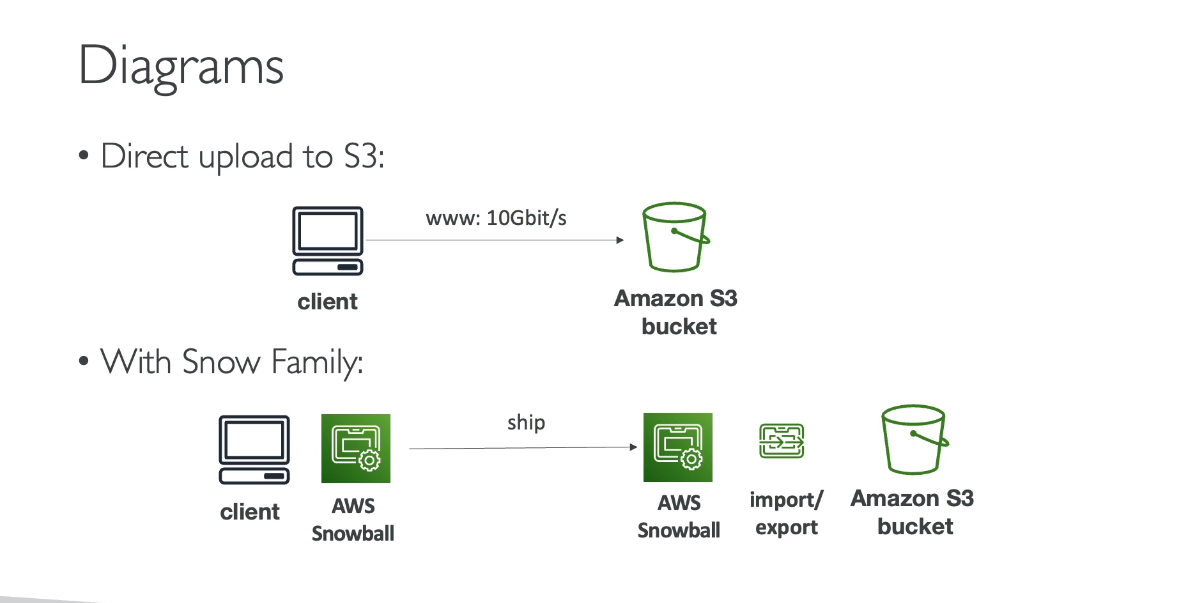 Diagrams
• Direct upload to S3:
www: 10Gbit/s
client
Amazon S3
bucket
• With Snow Family:
ship
client
AWS
Snowball
AWS
Snowball
import/
export
Amazon S3
bucket